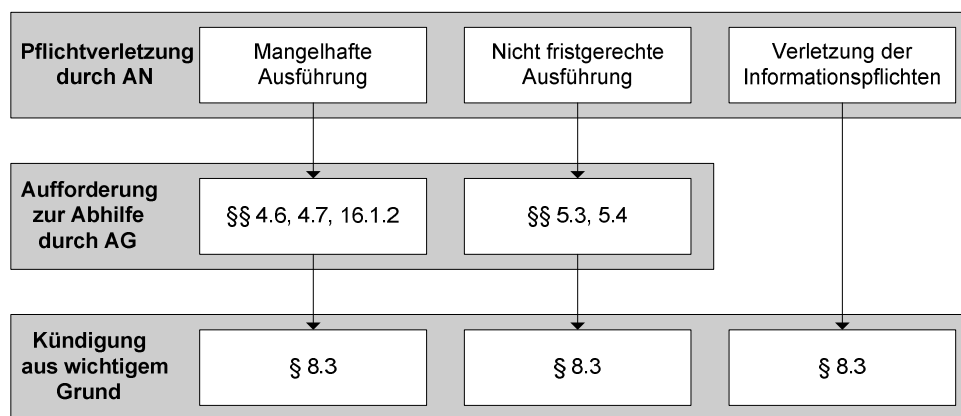 Pflichtverletzung
durch AN
Mangelhafte
Ausführung
Nicht fristgerechte
Ausführung
Verletzung der
Informationspflichten
Aufforderung
zur Abhilfe
durch AG
§§ 4.6, 4.7, 16.1.2
§§ 5.3, 5.4
Kündigung
aus wichtigem
Grund
§ 8.3
§ 8.3
§ 8.3